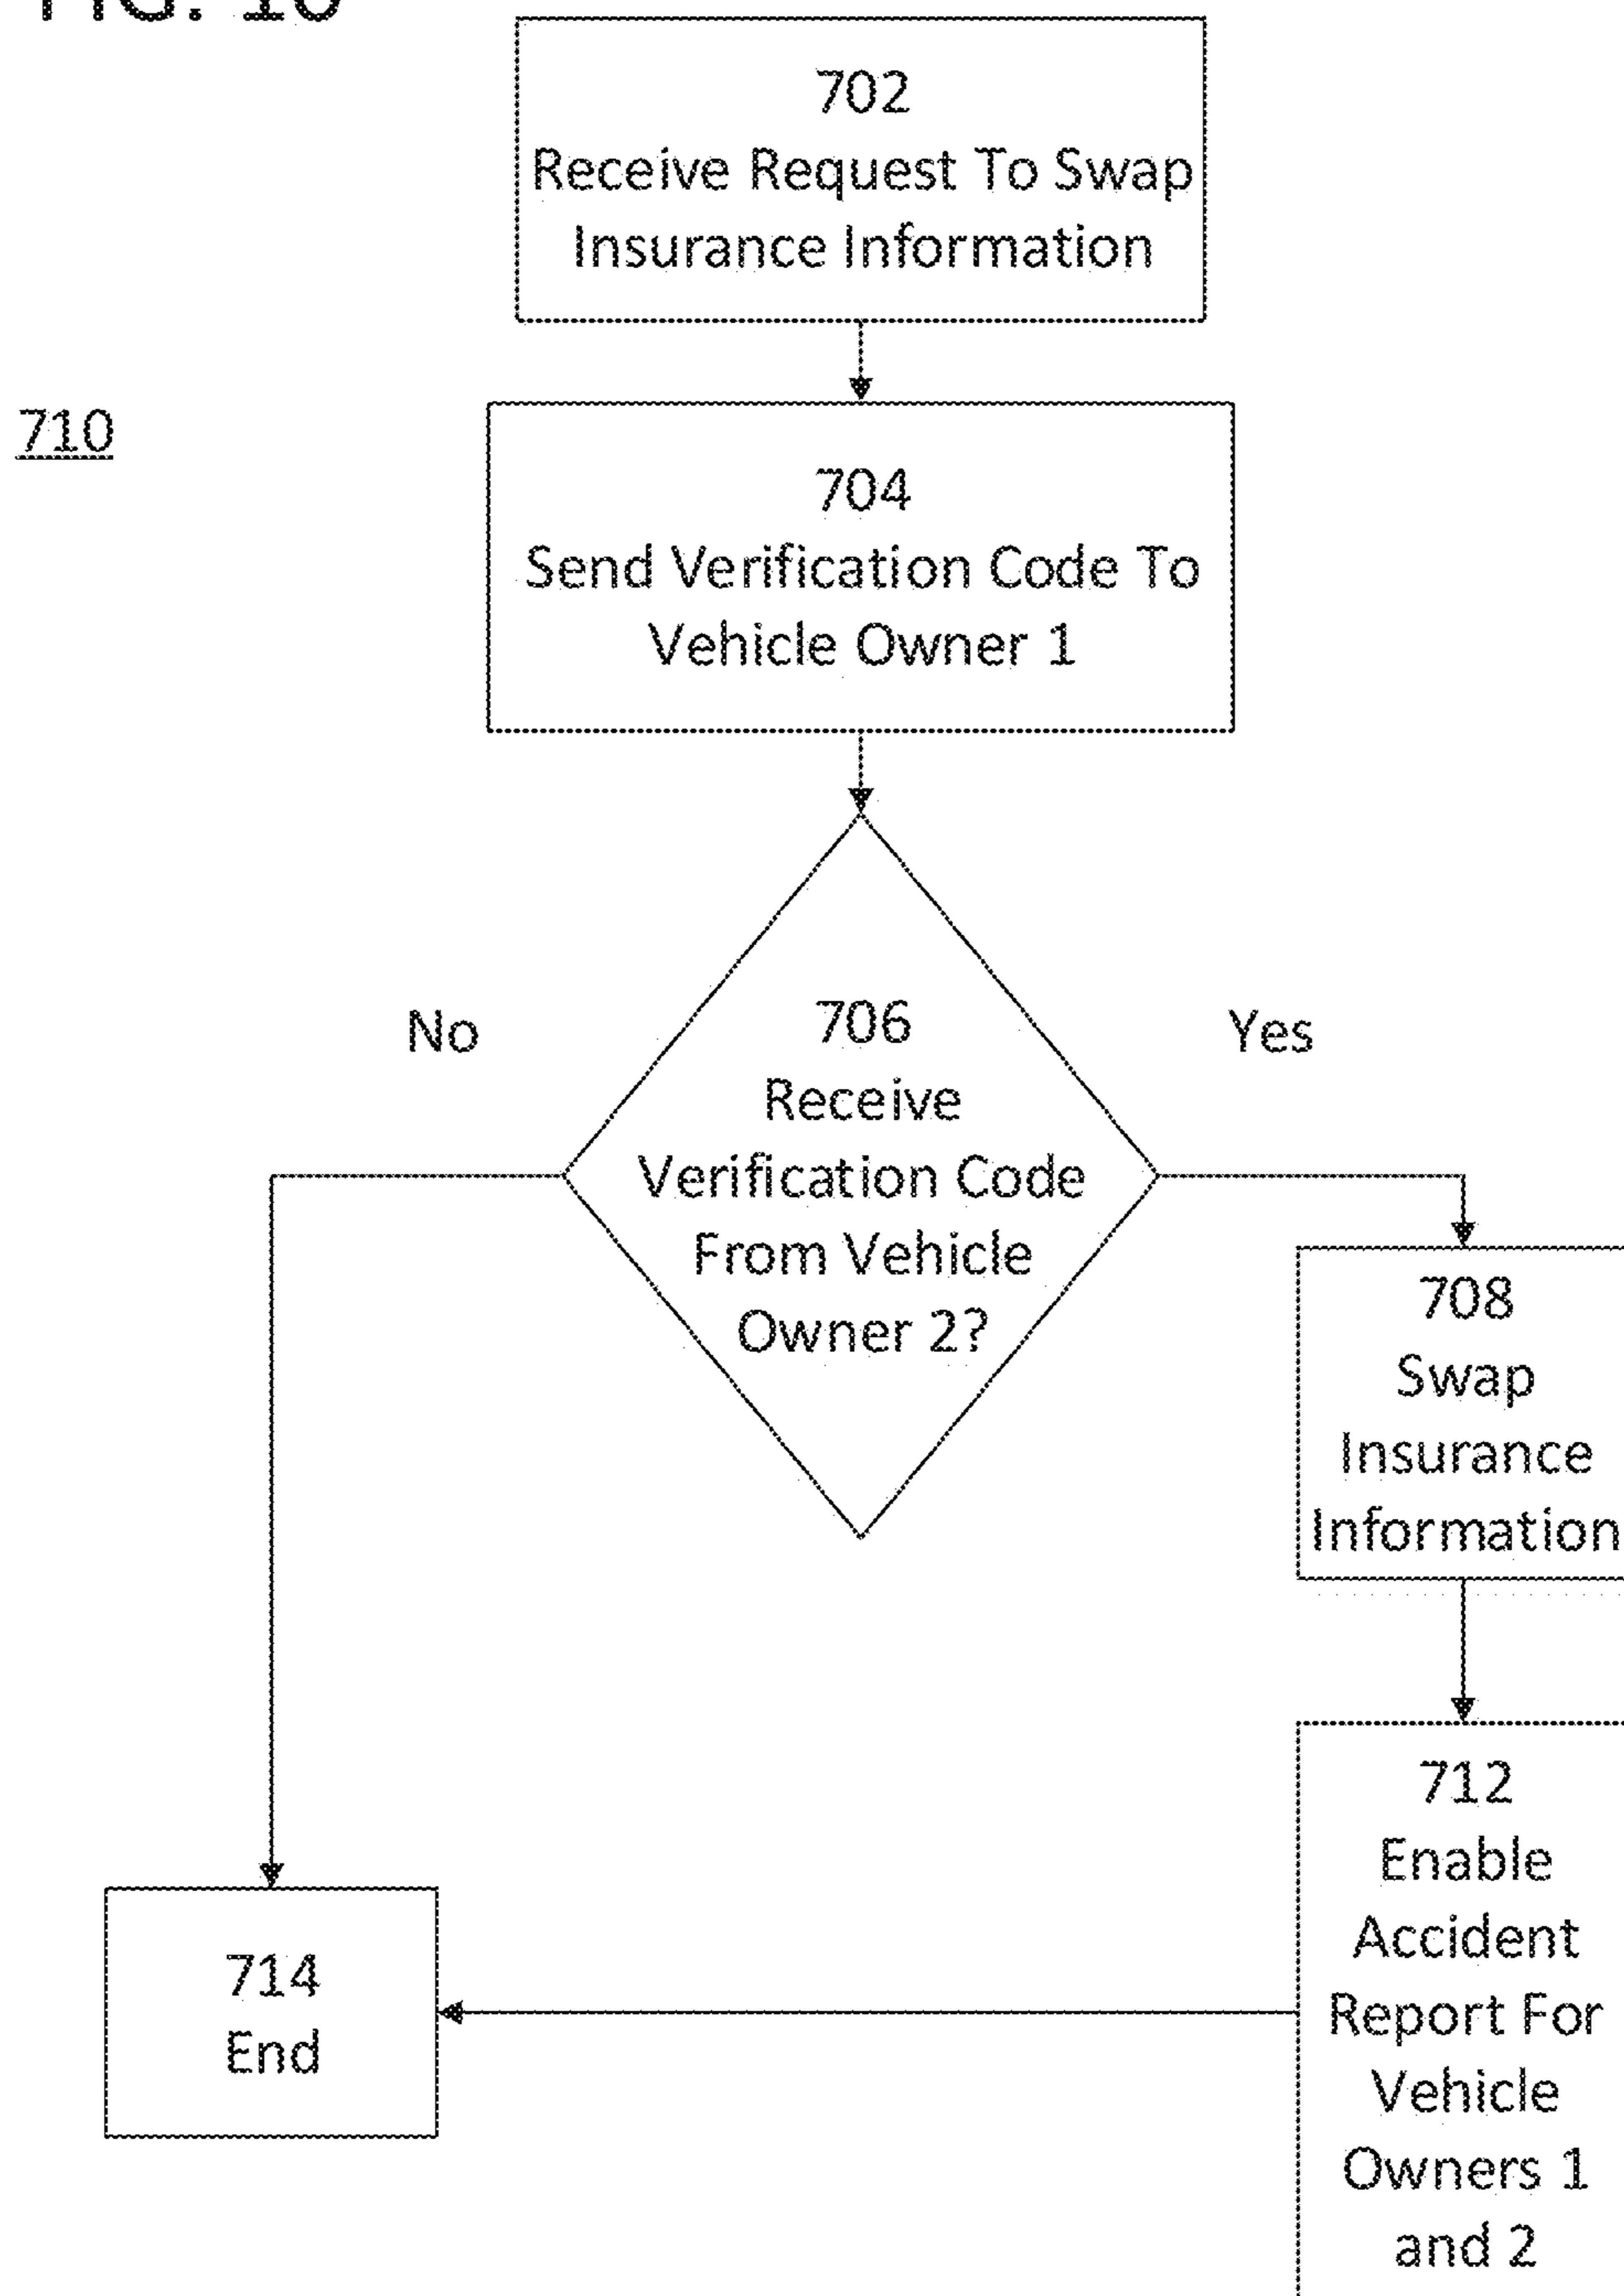 FIG. 10
702
Receive Request To Swap
Insurance Information
710
704
Send Verification Code To
Vehicle Owner 1
No
Yes
706
Receive
Verification Code
From Vehicle
Owner 2?
708
Swap
Insurance
Information
712
Enable
Accident
Report For
Vehicle
Owners 1
and 2
714
End